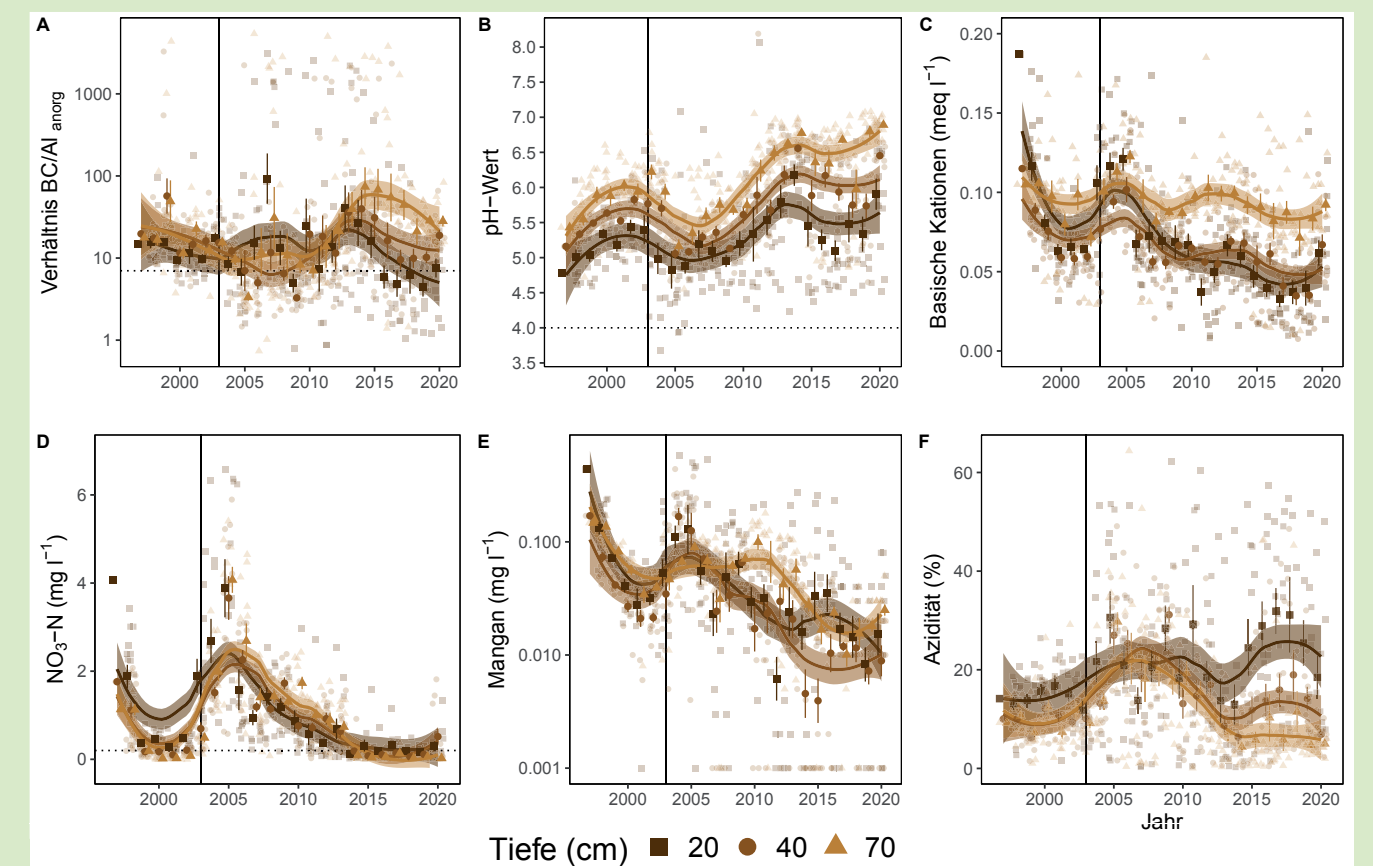 A
Verhältnis BC/Al anorg
1000
100
10
1
2000 2005 2010 2015 2020
B
pH−Wert
8.0
7.5
7.0
6.5
6.0
5.5
5.0
4.5
4.0
3.5
2000 2005 2010 2015 2020
C
Basische Kationen (meq l−1)
0.20
0.15
0.10
0.05
0.00
2000 2005 2010 2015 2020
D
NO3−N (mg l−1)
6
4
2
0
2000 2005 2010 2015 2020
E
Mangan (mg l−1)
0.100
0.010
0.001
2000 2005 2010 2015 2020
F
Azidität (%)
60
40
20
0
2000 2005 2010 2015 2020
Jahr
Tiefe (cm) 20 40 70